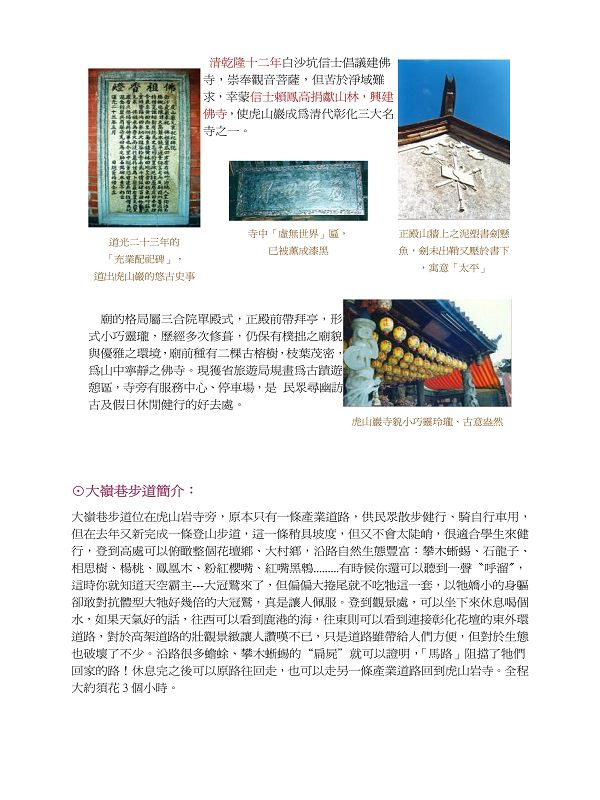 清乾隆十二年白沙坑信士倡議建佛
寺，崇奉觀音菩薩，但苦於淨域難
求，幸蒙信士賴鳳高捐獻山林，興建
佛寺，使虎山巖成為清代彰化三大名
寺之一。
佛祖香燈
道光二十三年的
「充業配祀碑」，
道出虎山巖的悠古史事
寺中「虛無世界」匾，
已被薰成漆黑
正殿山牆上之泥塑書劍懸
魚，劍未出鞘又壓於書下
，寓意「太平」
廟的格局屬三合院單殿式，正殿前帶拜亭，形
式小巧靈瓏，歷經多次修葺，仍保有樸拙之廟貌
與優雅之環境，廟前種有二棵古榕樹，枝葉茂密，
為山中寧靜之佛寺。現獲省旅遊局規畫為古蹟遊
憩區，寺旁有服務中心、停車場，是 民眾尋幽訪
古及假日休閒健行的好去處。
虎山巖寺貌小巧靈玲瓏、古意盎然
⊙大嶺巷步道簡介：
大嶺巷步道位在虎山岩寺旁，原本只有一條產業道路，供民眾散步健行、騎自行車用，
但在去年又新完成一條登山步道，這一條稍具坡度，但又不會太陡峭，很適合學生來健
行，登到高處可以俯瞰整個花壇鄉、大村鄉，沿路自然生態豐富：攀木蜥蜴、石龍子、
相思樹、楊桃、鳳凰木、粉紅櫻嘴、紅嘴黑鵯.........有時候你還可以聽到一聲〝呼溜〞，
這時你就知道天空霸主---大冠鷲來了，但偏偏大捲尾就不吃牠這一套，以牠嬌小的身軀
卻敢對抗體型大牠好幾倍的大冠鷲，真是讓人佩服。登到觀景處，可以坐下來休息喝個
水，如果天氣好的話，往西可以看到鹿港的海，往東則可以看到連接彰化花壇的東外環
道路，對於高架道路的壯觀景緻讓人讚嘆不已，只是道路雖帶給人們方便，但對於生態
也破壞了不少。沿路很多蟾蜍、攀木蜥蜴的“扁屍”就可以證明，「馬路」阻擋了牠們
回家的路！休息完之後可以原路往回走，也可以走另一條產業道路回到虎山岩寺。全程
大約須花 3 個小時。